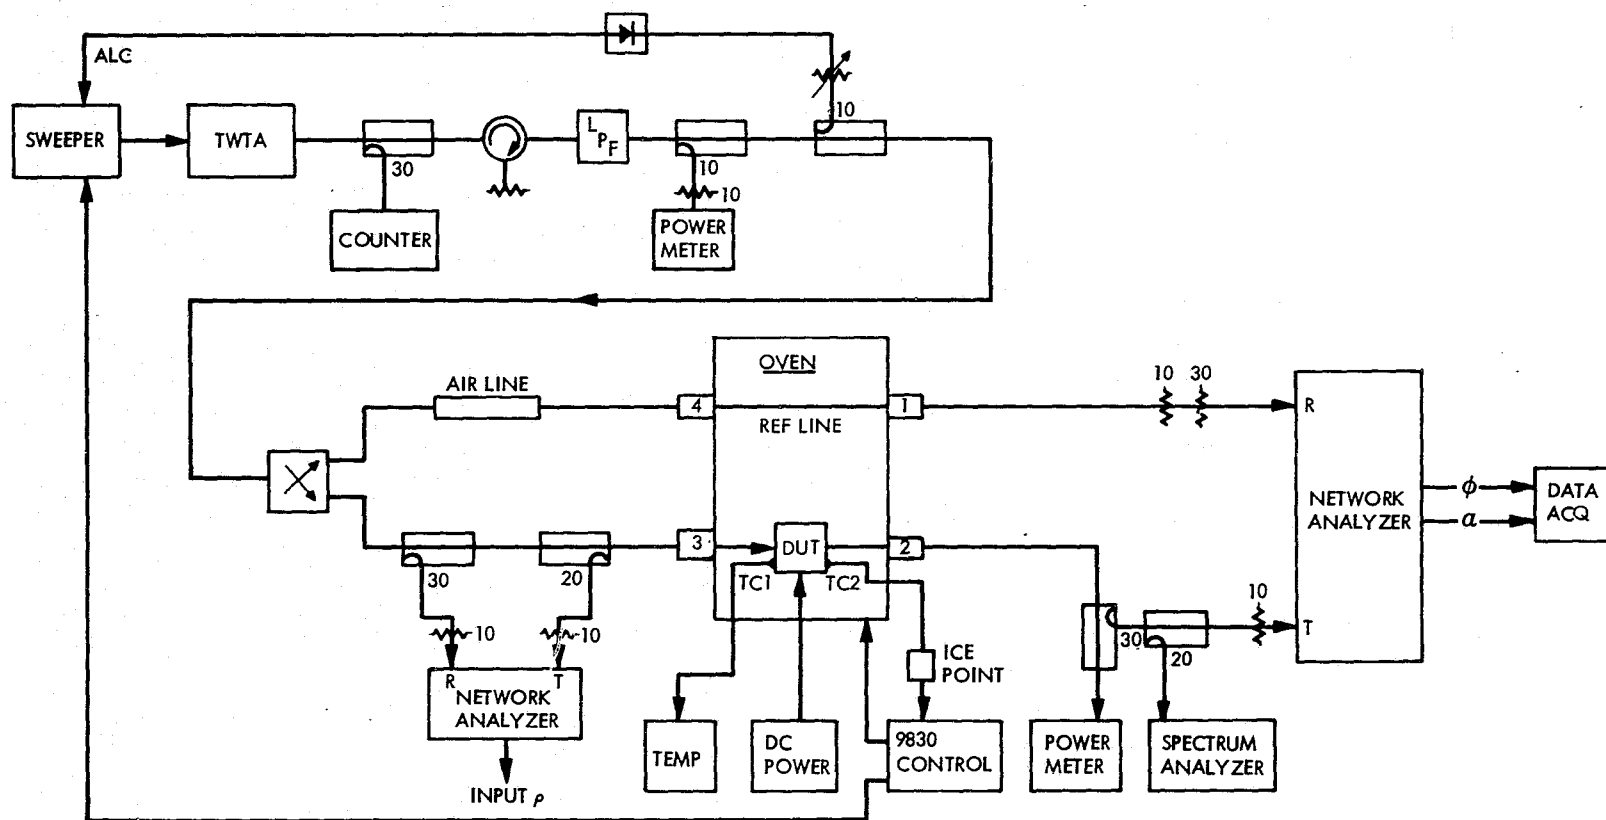 ALC
10
SWEEPER
TWTA
30
LPF
10
10
COUNTER
POWER
METER
OVEN
AIR LINE
10 30
4
1
R
REF LINE
NETWORK
ANALYZER
ϕ
α
DATA
ACQ
3
DUT
2
30
20
TC1
TC2
10
10
10
T
30
20
R
T
NETWORK
ANALYZER
ICE
POINT
TEMP
DC
POWER
9830
CONTROL
POWER
METER
SPECTRUM
ANALYZER
INPUT ρ